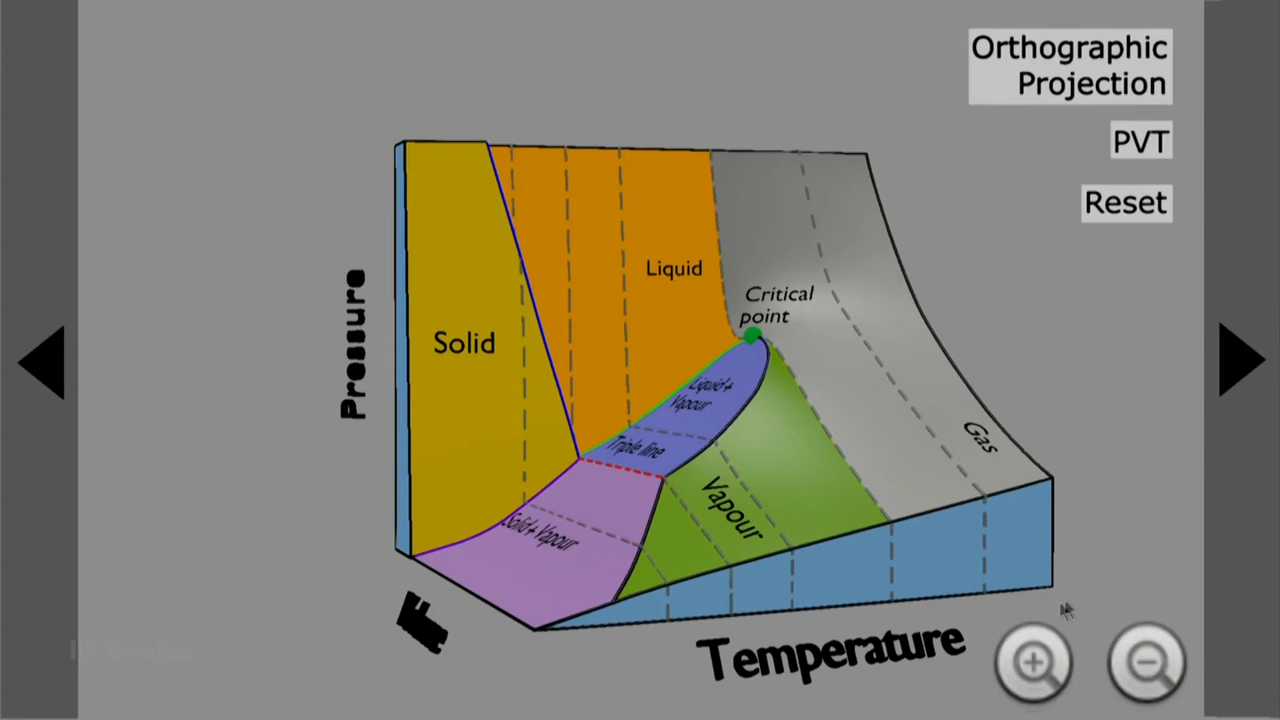 Orthographic
Projection
PVT
Reset
Pressure
Solid
Liquid
Critical
point
Liquid+
Vapour
Triple line
Solid+Vapour
Vapour
Gas
Temperature